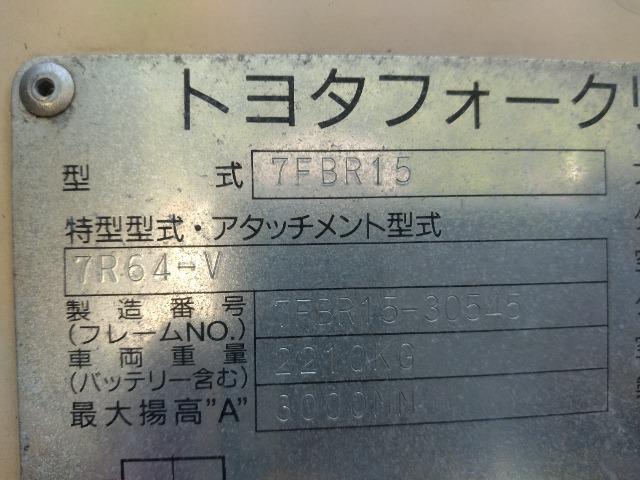 トヨタフォーク
型 式 7FBR15
特型型式・アタッチメント型式
7R64-V
製造番号
(フレームNO.)
車両重量 2210KG
(バッテリー含む)
最大揚高"A" 3000MM